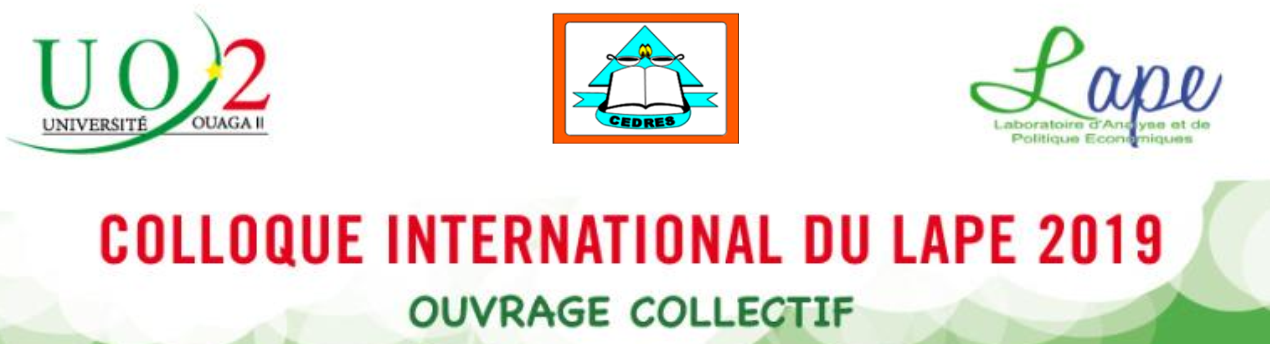 UO2
UNIVERSITÉ OUAGA II
CEDRES
Lape
Laboratoire d'Analyse et de
Politique Economiques
COLLOQUE INTERNATIONAL DU LAPE 2019
OUVRAGE COLLECTIF